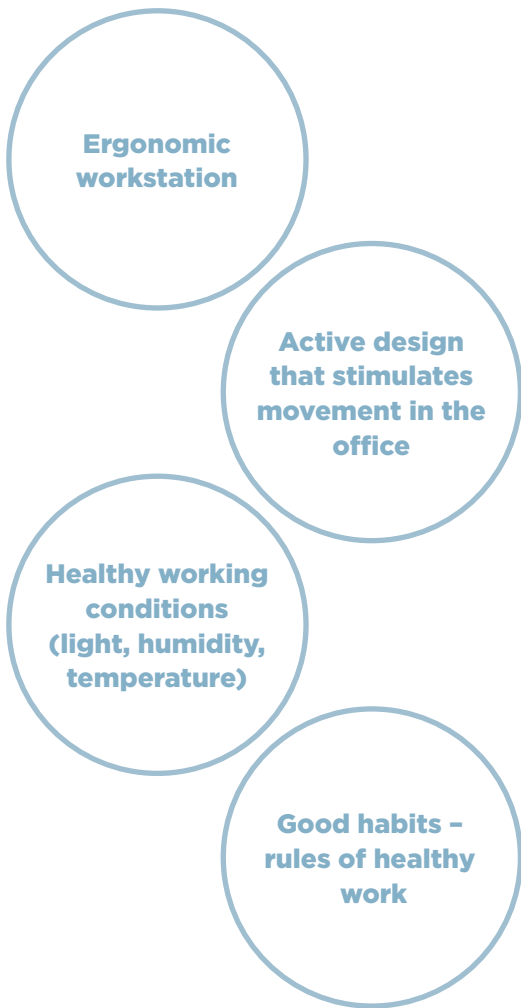 Ergonomic
workstation
Active design
that stimulates
movement in the
office
Healthy working
conditions
(light, humidity,
temperature)
Good habits –
rules of healthy
work